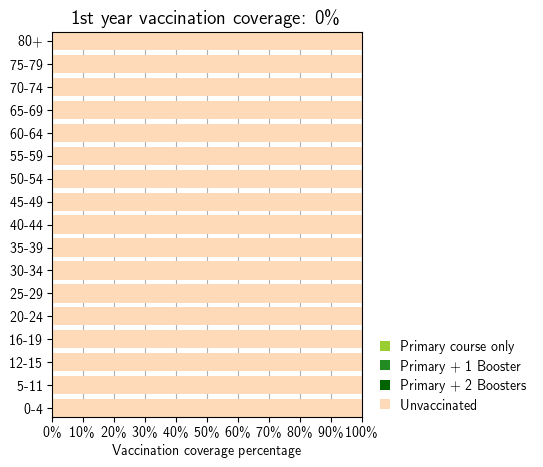 1st year vaccination coverage: 0%
80+
75-79
70-74
65-69
60-64
55-59
50-54
45-49
40-44
35-39
30-34
25-29
20-24
16-19
12-15
5-11
0-4
0% 10% 20% 30% 40% 50% 60% 70% 80% 90% 100%
Vaccination coverage percentage
Primary course only
Primary + 1 Booster
Primary + 2 Boosters
Unvaccinated